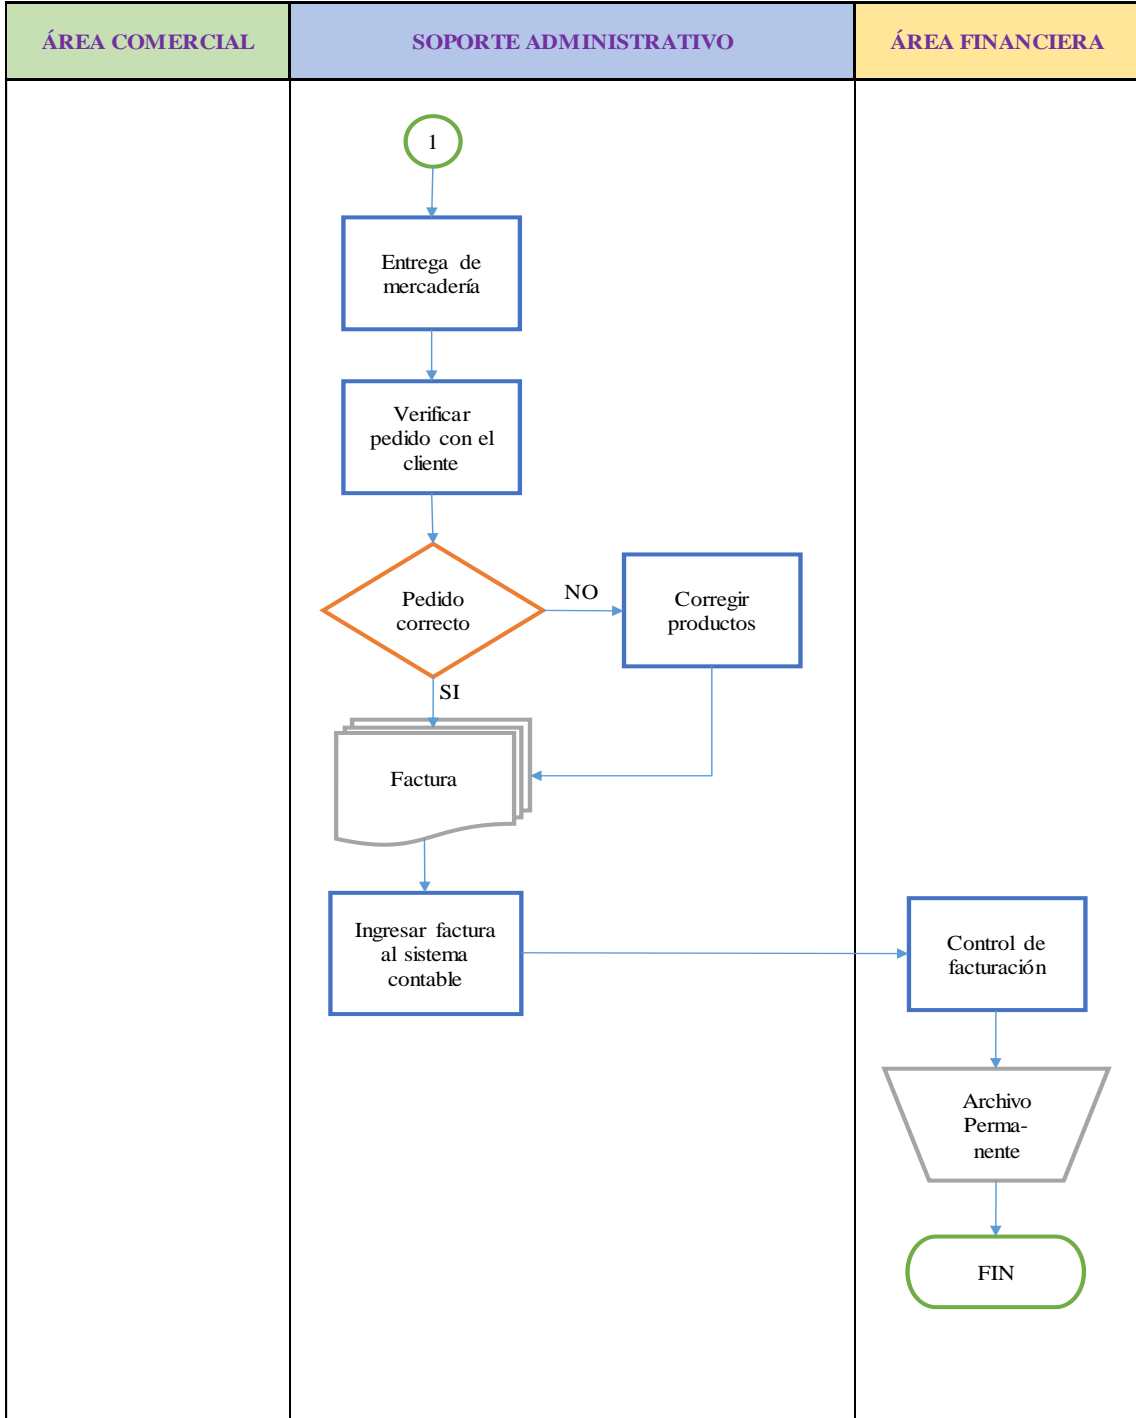 ÁREA COMERCIAL
SOPORTE ADMINISTRATIVO
ÁREA FINANCIERA
1
Entrega de
mercadería
Verificar
pedido con el
cliente
Pedido
correcto
NO
Corregir
productos
SI
Factura
Ingresar factura
al sistema
contable
Control de
facturación
Archivo
Perma-
nente
FIN